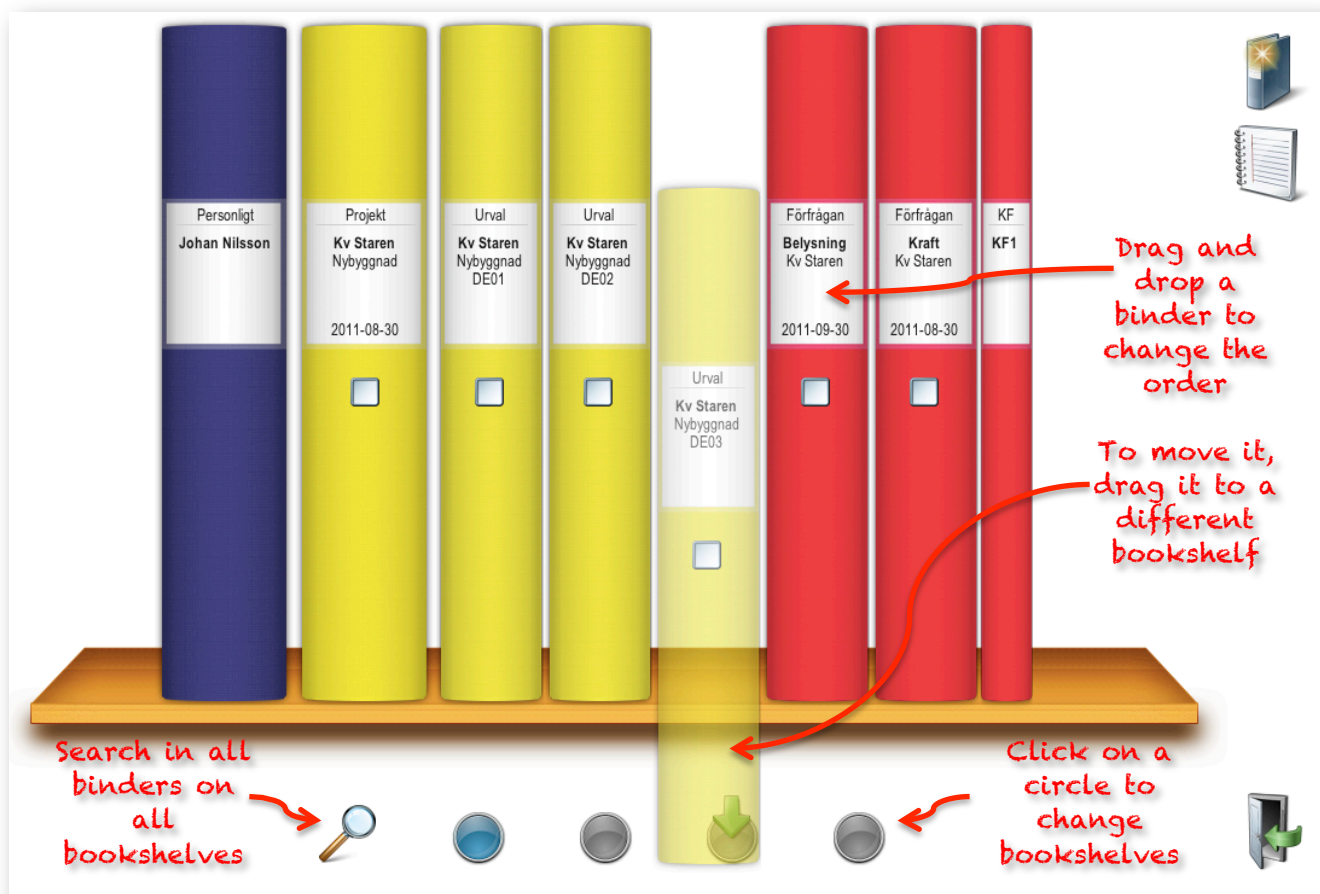 Personligt
Johan Nilsson
Projekt
Kv Staren
Nybyggnad
2011-08-30
Urval
Kv Staren
Nybyggnad
DE01
Urval
Kv Staren
Nybyggnad
DE02
Urval
Kv Staren
Nybyggnad
DE03
Förfrågan
Belysning
Kv Staren
2011-09-30
Förfrågan
Kraft
Kv Staren
2011-08-30
KF
KF1
Drag and
drop a
binder to
change the
order
To move it,
drag it to a
different
bookshelf
Search in all
binders on
all
bookshelves
Click on a
circle to
change
bookshelves